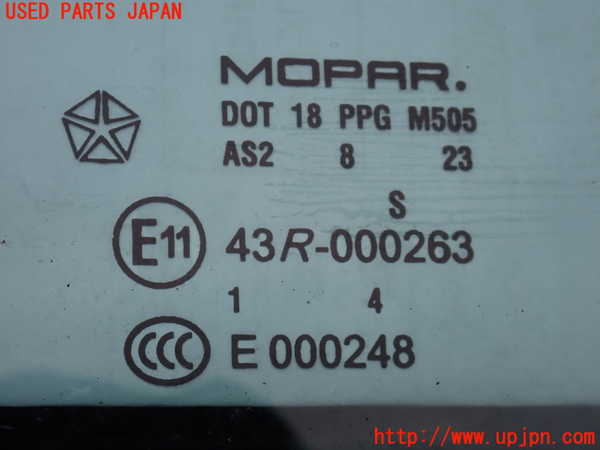 USED PARTS JAPAN
MOPAR.
DOT 18 PPG M505
AS2 8 23
S
E11 43R-000263
1 4
CCC E 000248
http://www.upjpn.com/